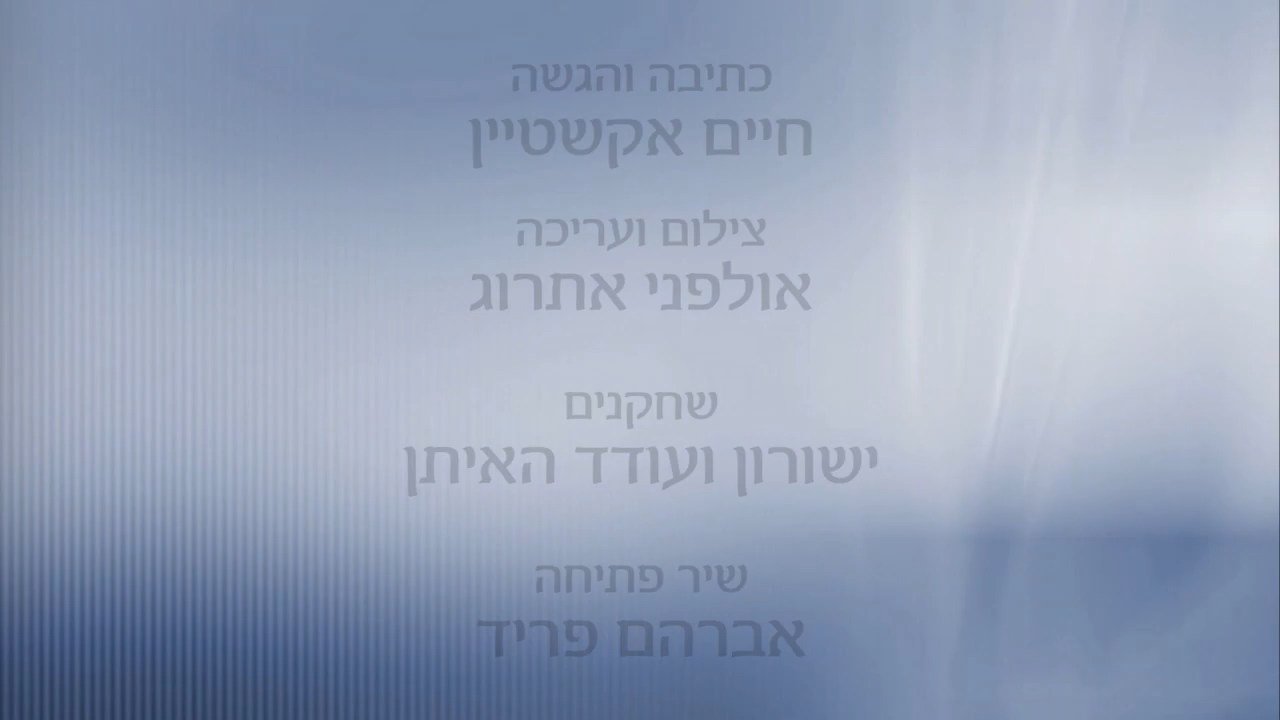 כתיבה והגשה
חיים אקשטיין
צילום ועריכה
אולפני אתרוג
שחקנים
ישורון ועודד האיתן
שיר פתיחה
אברהם פריד